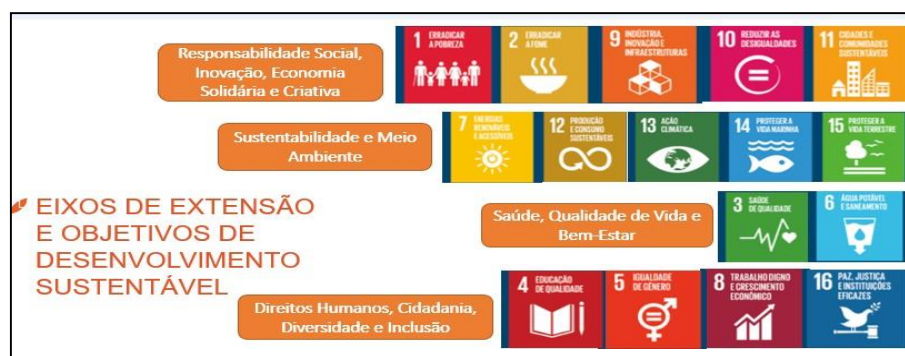 Responsabilidade Social,
Inovação, Economia
Solidária e Criativa
1 ERRADICAR
A POBREZA
2 ERRADICAR
A FOME
9 INDÚSTRIA,
INOVAÇÃO E
INFRAESTRUTURAS
10 REDUZIR AS
DESIGUALDADES
11 CIDADES E
COMUNIDADES
SUSTENTÁVEIS
Sustentabilidade e Meio
Ambiente
7 ENERGIAS
RENOVÁVEIS
E ACESSÍVEIS
12 PRODUÇÃO
E CONSUMO
SUSTENTÁVEIS
13 AÇÃO
CLIMÁTICA
14 PROTEGER A
VIDA MARINHA
15 PROTEGER A
VIDA TERRESTRE
EIXOS DE EXTENSÃO
E OBJETIVOS DE
DESENVOLVIMENTO
SUSTENTÁVEL
Saúde, Qualidade de Vida e
Bem-Estar
3 SAÚDE
DE QUALIDADE
6 ÁGUA POTÁVEL
E SANEAMENTO
Direitos Humanos, Cidadania,
Diversidade e Inclusão
4 EDUCAÇÃO
DE QUALIDADE
5 IGUALDADE
DE GÉNERO
8 TRABALHO DIGNO
E CRESCIMENTO
ECONÓMICO
16 PAZ, JUSTIÇA
E INSTITUIÇÕES
EFICAZES